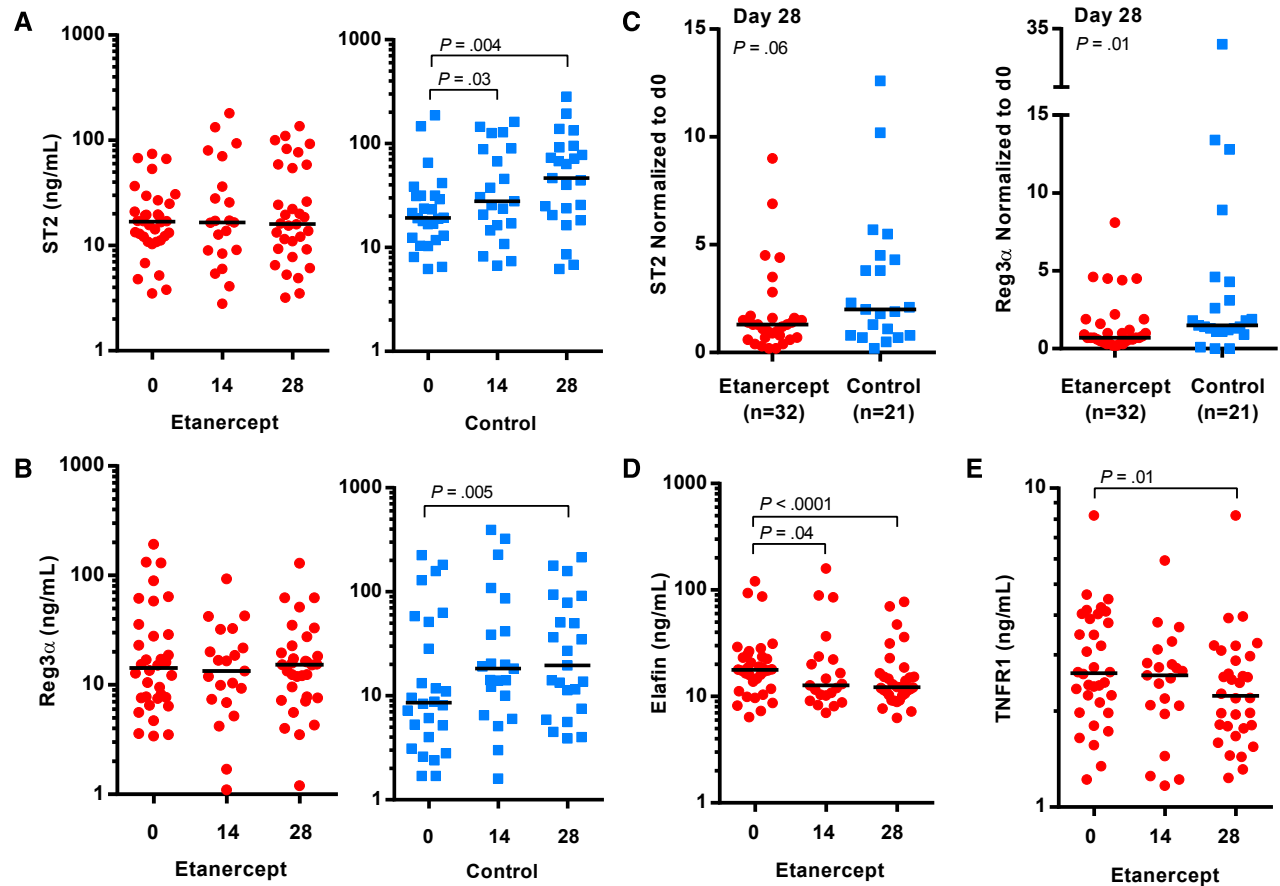 A
ST2 (ng/mL)
1000
100
10
1
0 14 28
Etanercept
1000
100
10
1
P = .004
P = .03
0 14 28
Control
C
Day 28
P = .06
ST2 Normalized to d0
15
10
5
0
Etanercept Control
(n=32) (n=21)
Day 28
P = .01
Reg3α Normalized to d0
35
15
10
5
0
Etanercept Control
(n=32) (n=21)
B
Reg3α (ng/mL)
1000
100
10
1
0 14 28
Etanercept
1000
100
10
1
P = .005
0 14 28
Control
D
Elafin (ng/mL)
1000
100
10
1
P < .0001
P = .04
0 14 28
Etanercept
E
TNFR1 (ng/mL)
10
1
P = .01
0 14 28
Etanercept